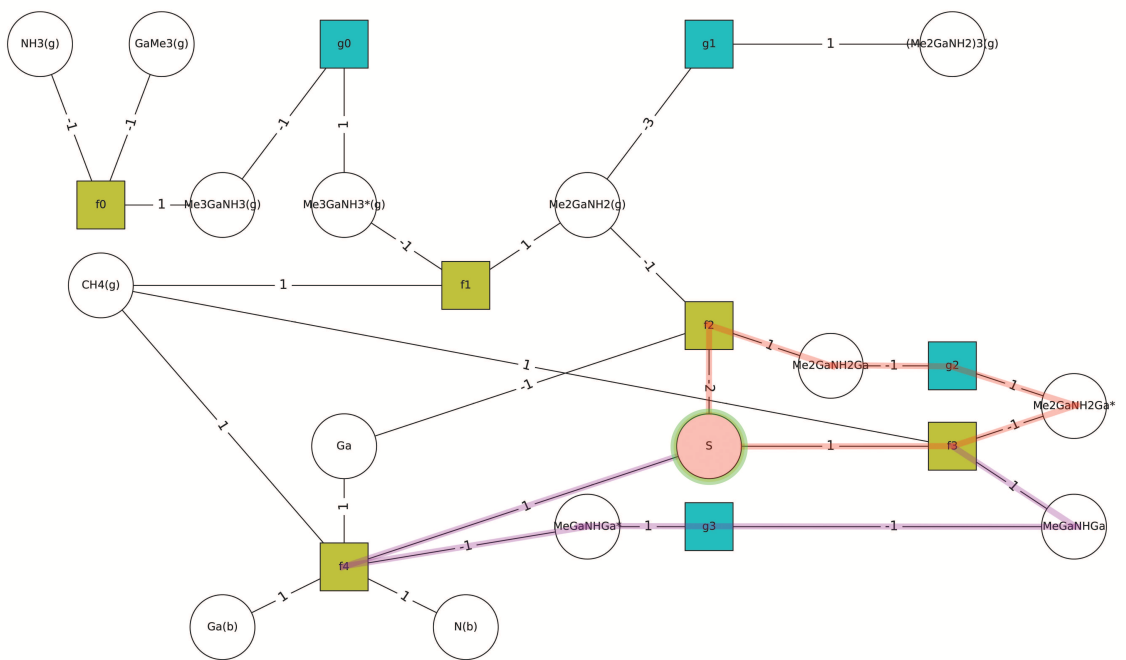 NH3(g)
GaMe3(g)
g0
g1
1
(Me2GaNH2)3(g)
-1
-1
-1
1
-3
f0
1
Me3GaNH3(g)
Me3GaNH3*(g)
Me2GaNH2(g)
-1
1
-1
CH4(g)
1
f1
f2
1
1
Me2GaNH2Ga
-1
g2
-1
-2
1
Me2GaNH2Ga*
1
-1
Ga
S
1
f3
1
1
1
MeGaNHGa*
1
g3
-1
MeGaNHGa
-1
f4
1
1
Ga(b)
N(b)